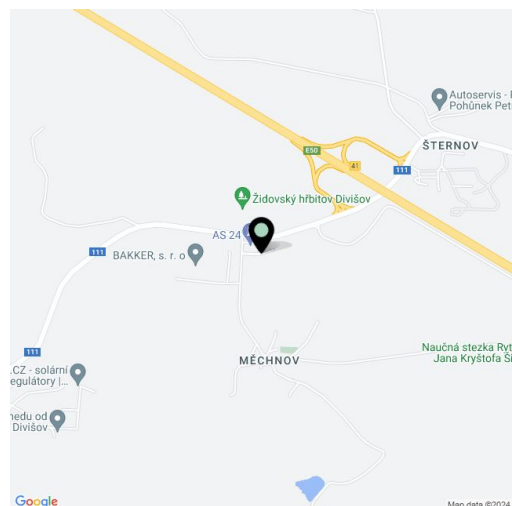 Autoservis - P
Pohůnek Petr
ŠTERNOV
E50
41
111
Židovský hřbitov Divišov
AS 24
111
BAKKER, s. r. o
111
MĚCHNOV
Naučná stezka Ryt
Jana Kryštofa Ši
.CZ - solární
egulátory |...
nedu od
Divišov
Google
Map data ©2024